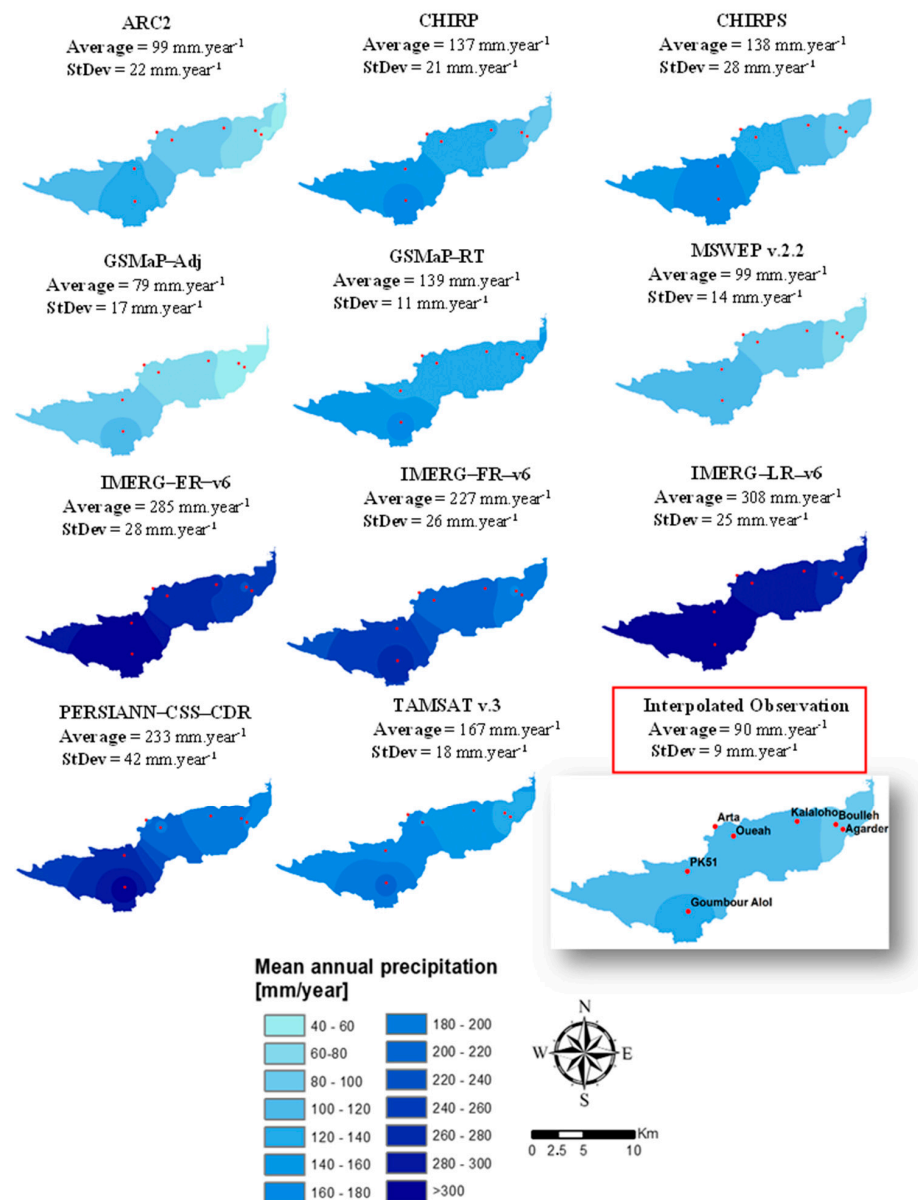 ARC2
Average = 99 mm.year-1
StDev = 22 mm.year-1
CHIRP
Average = 137 mm.year-1
StDev = 21 mm.year-1
CHIRPS
Average = 138 mm.year-1
StDev = 28 mm.year-1
GSMaP–Adj
Average = 79 mm.year-1
StDev = 17 mm.year-1
GSMaP–RT
Average = 139 mm.year-1
StDev = 11 mm.year-1
MSWEP v.2.2
Average = 99 mm.year-1
StDev = 14 mm.year-1
IMERG–ER–v6
Average = 285 mm.year-1
StDev = 28 mm.year-1
IMERG–FR–v6
Average = 227 mm.year-1
StDev = 26 mm.year-1
IMERG–LR–v6
Average = 308 mm.year-1
StDev = 25 mm.year-1
PERSIANN–CSS–CDR
Average = 233 mm.year-1
StDev = 42 mm.year-1
TAMSAT v.3
Average = 167 mm.year-1
StDev = 18 mm.year-1
Interpolated Observation
Average = 90 mm.year-1
StDev = 9 mm.year-1
Arta
Oueah
Kalaloho
Boulleh
Agarder
PK51
Goumbour Alol
Mean annual precipitation
[mm/year]
40 - 60
60-80
80 - 100
100 - 120
120 - 140
140 - 160
160 - 180
180 - 200
200 - 220
220 - 240
240 - 260
260 - 280
280 - 300
>300
N
W
E
S
Km
0 2.5 5 10